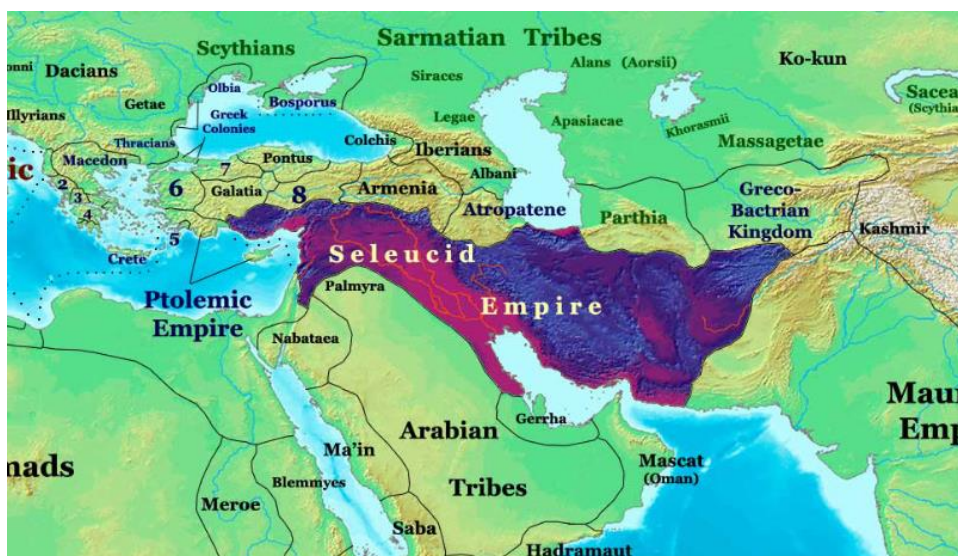 Scythians
Sarmatian Tribes
Ko-kun
onni
Dacians
Siraces
Alans (Aorsii)
Olbia
Bosporus
Sacea
(Scythia
Getae
Greek
Colonies
Illyrians
Legae
Apasiacae
Khorasmii
Thracians
Colchis
Iberians
Massagetae
Macedon
7
Pontus
ic
2
3
4
6
Galatia
8
Armenia
Albani
Atropatene
Parthia
Greco-
Bactrian
Kingdom
Kashmir
5
Crete
Seleucid
Empire
Palmyra
Ptolemic
Empire
Nabataea
Gerrha
Mau
Emp
Arabian
Tribes
Ma'in
Mascat
(Oman)
mads
Blemmyes
Meroe
Saba
Hadramaut